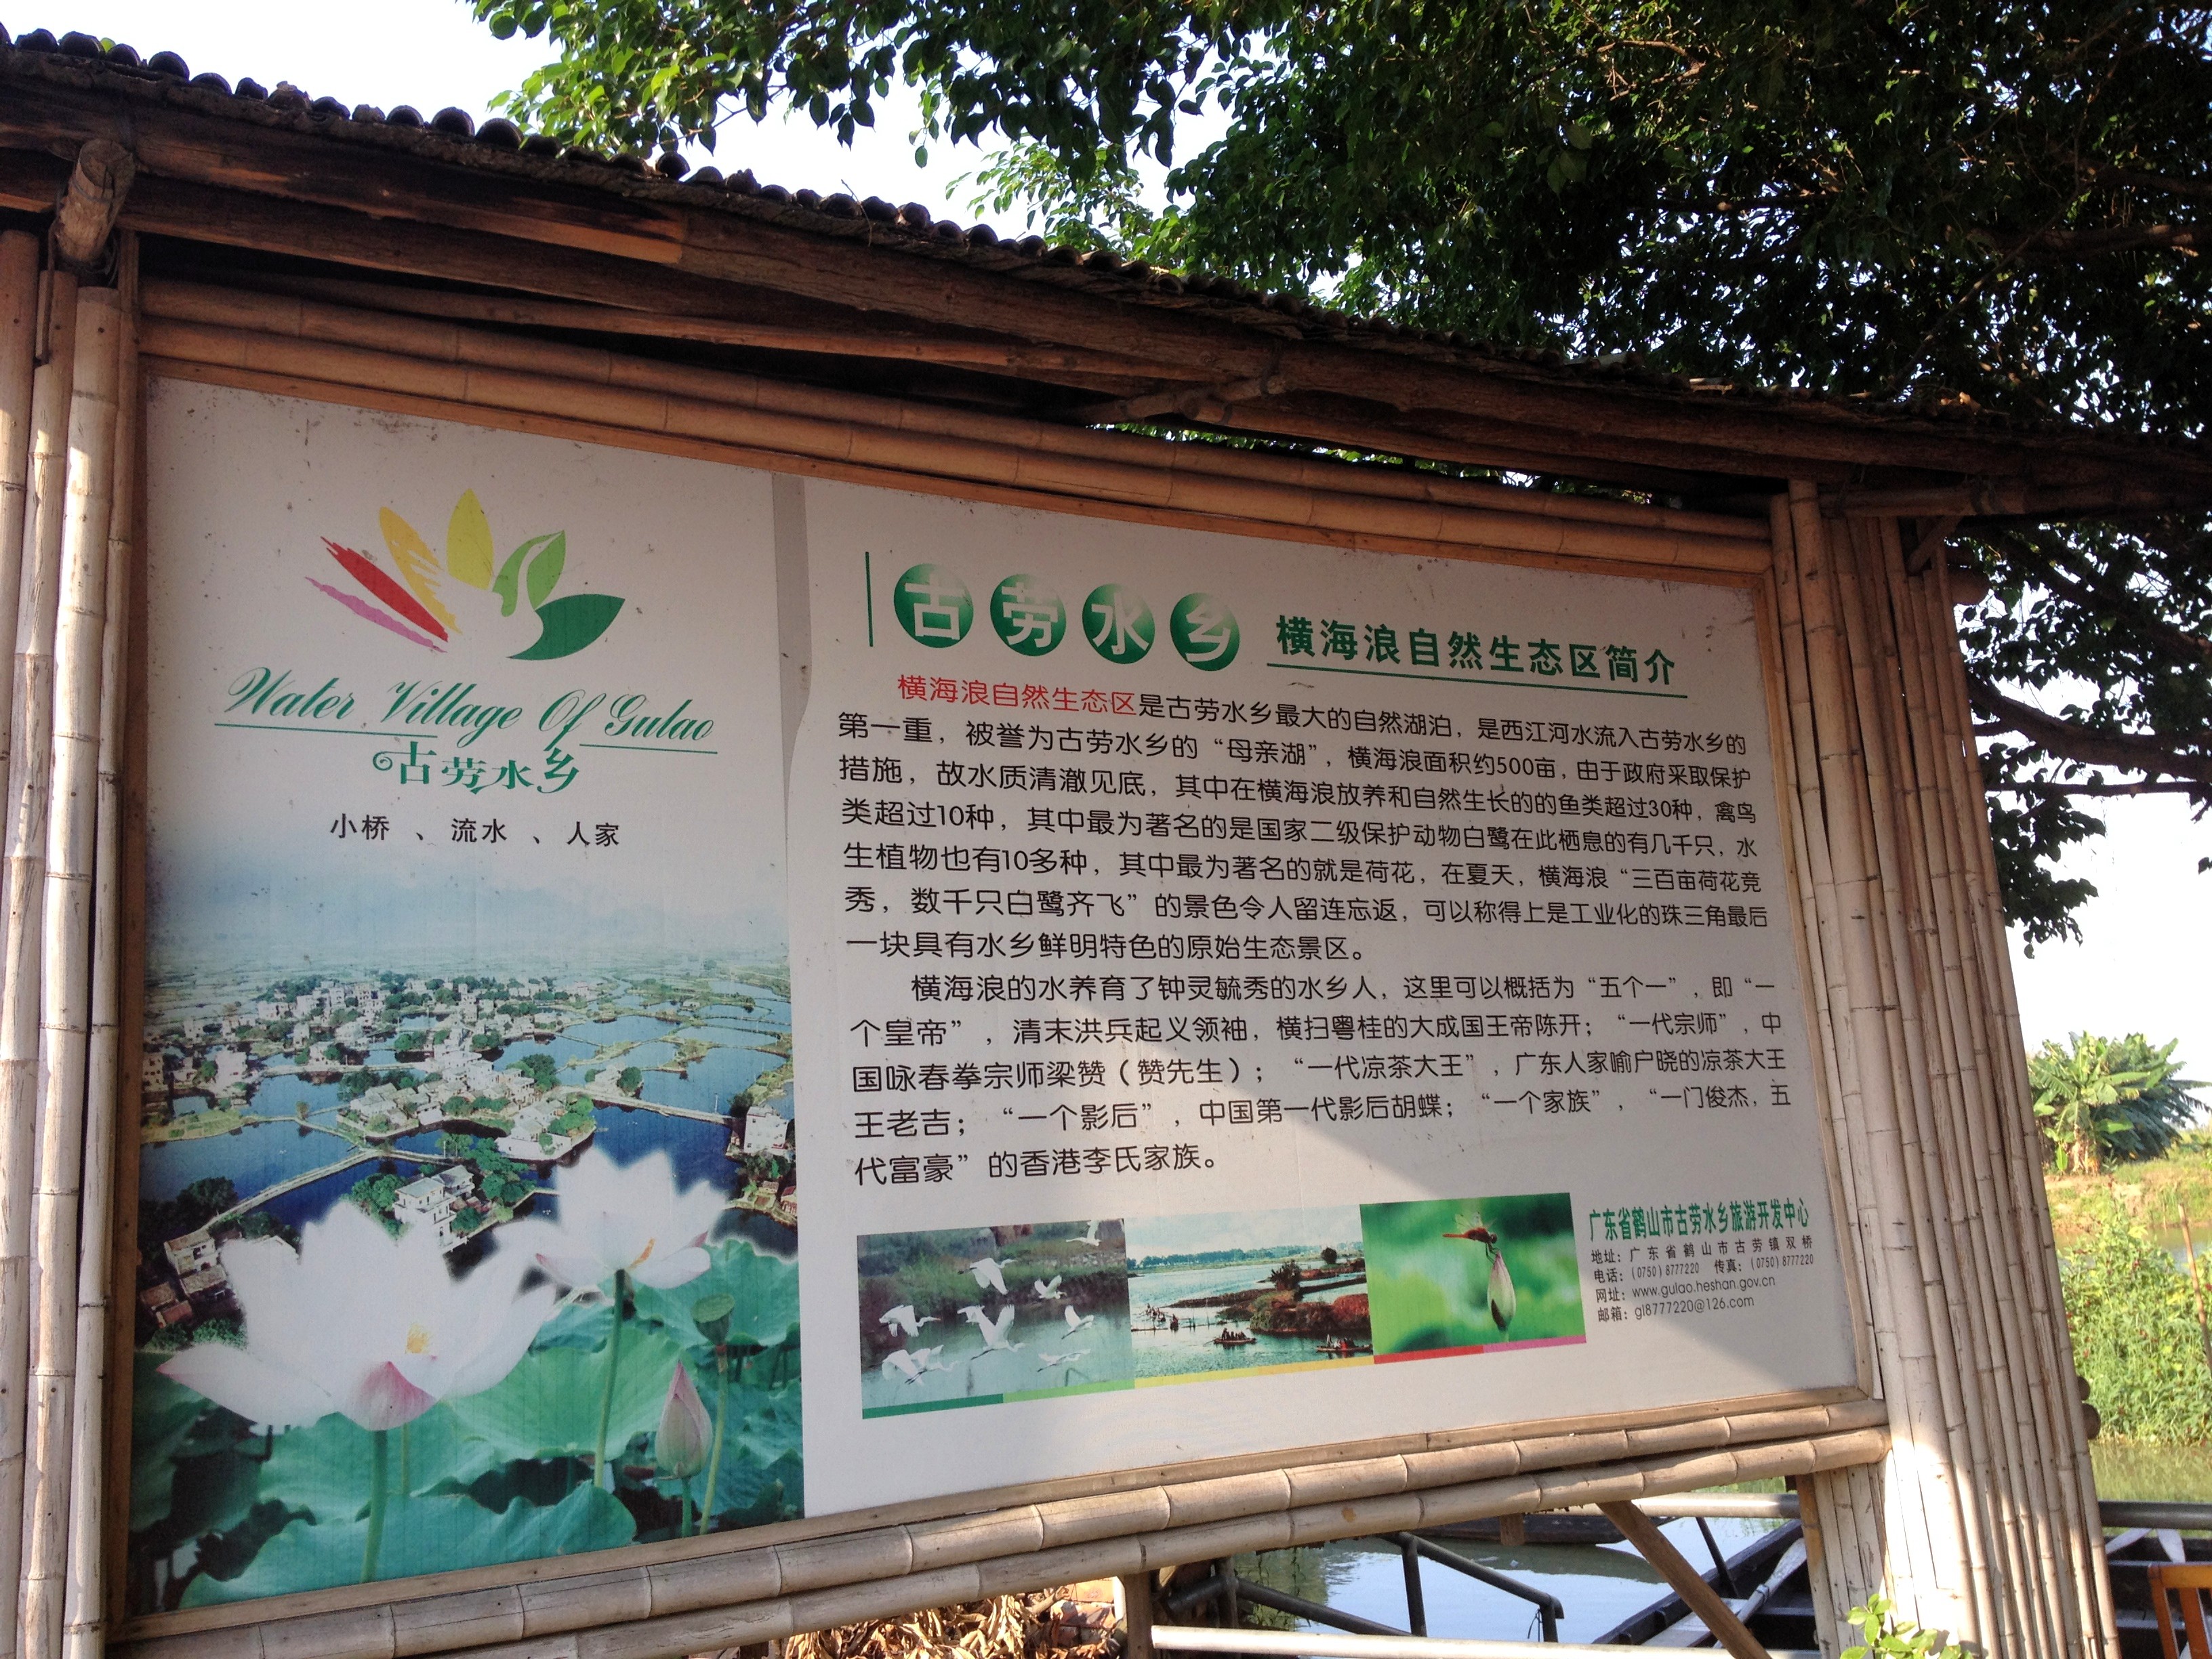 Water Village Of Gulao
古劳水乡
小桥 、流水 、人家
古劳水乡 横海浪自然生态区简介
横海浪自然生态区是古劳水乡最大的自然湖泊，是西江河水流入古劳水乡的
第一重，被誉为古劳水乡的“母亲湖”，横海浪面积约500亩，由于政府采取保护
措施，故水质清澈见底，其中在横海浪放养和自然生长的的鱼类超过30种，禽鸟
类超过10种，其中最为著名的是国家二级保护动物白鹭在此栖息的有几千只，水
生植物也有10多种，其中最为著名的就是荷花，在夏天，横海浪“三百亩荷花竞
秀，数千只白鹭齐飞”的景色令人留连忘返，可以称得上是工业化的珠三角最后
一块具有水乡鲜明特色的原始生态景区。
横海浪的水养育了钟灵毓秀的水乡人，这里可以概括为“五个一”，即“一
个皇帝”，清末洪兵起义领袖，横扫粤桂的大成国王帝陈开；“一代宗师”，中
国咏春拳宗师梁赞（赞先生）；“一代凉茶大王”，广东人家喻户晓的凉茶大王
王老吉；“一个影后”，中国第一代影后胡蝶；“一个家族”，“一门俊杰，五
代富豪”的香港李氏家族。
广东省鹤山市古劳水乡旅游开发中心
地址：广东省鹤山市古劳镇双桥
电话：(0750) 8777220 传真：(0750) 8777220
网址：www.gulao.heshan.gov.cn
邮箱：gl8777220@126.com